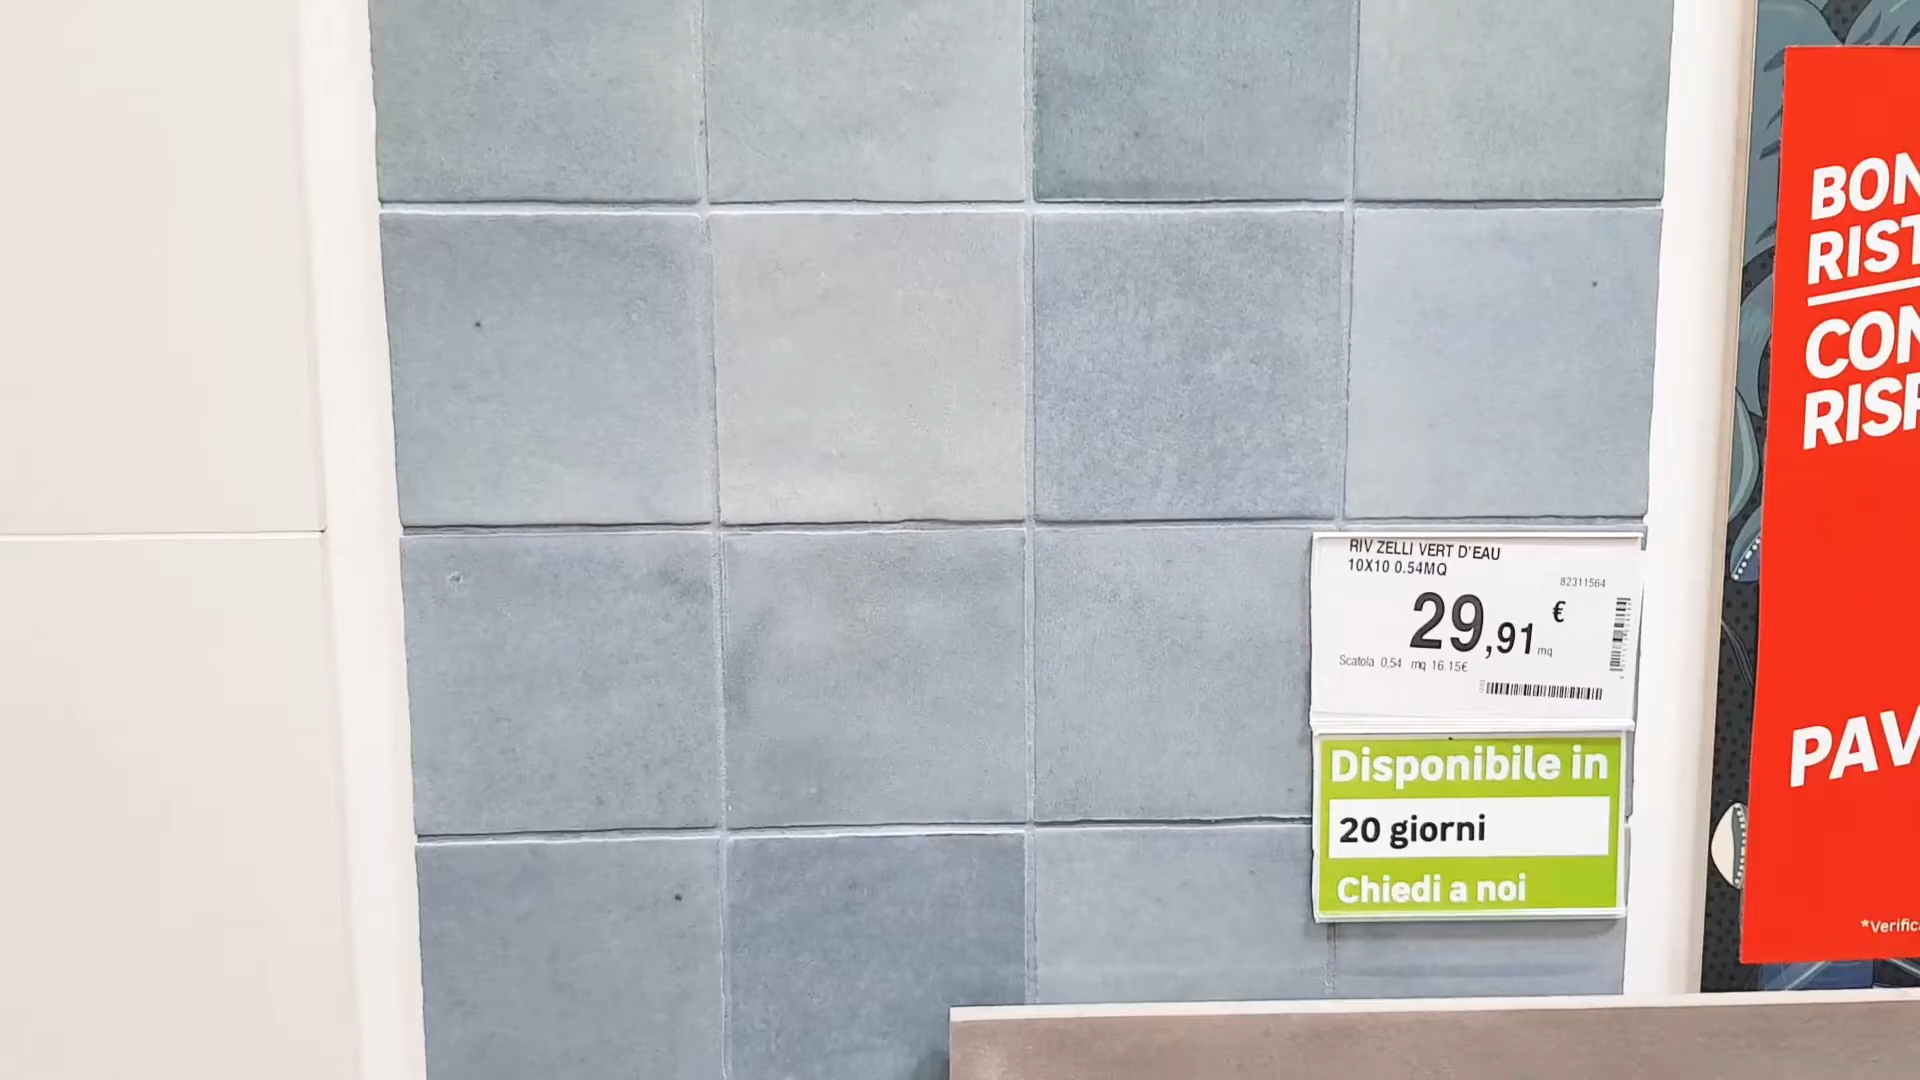 RIV ZELLI VERT D'EAU
10X10 0.54MQ
82311564
29,91 €
mq
Scatola 0,54 mq 16.15€
Disponibile in
20 giorni
Chiedi a noi
BON
RIST
CON
RISP
PAV
*Verific